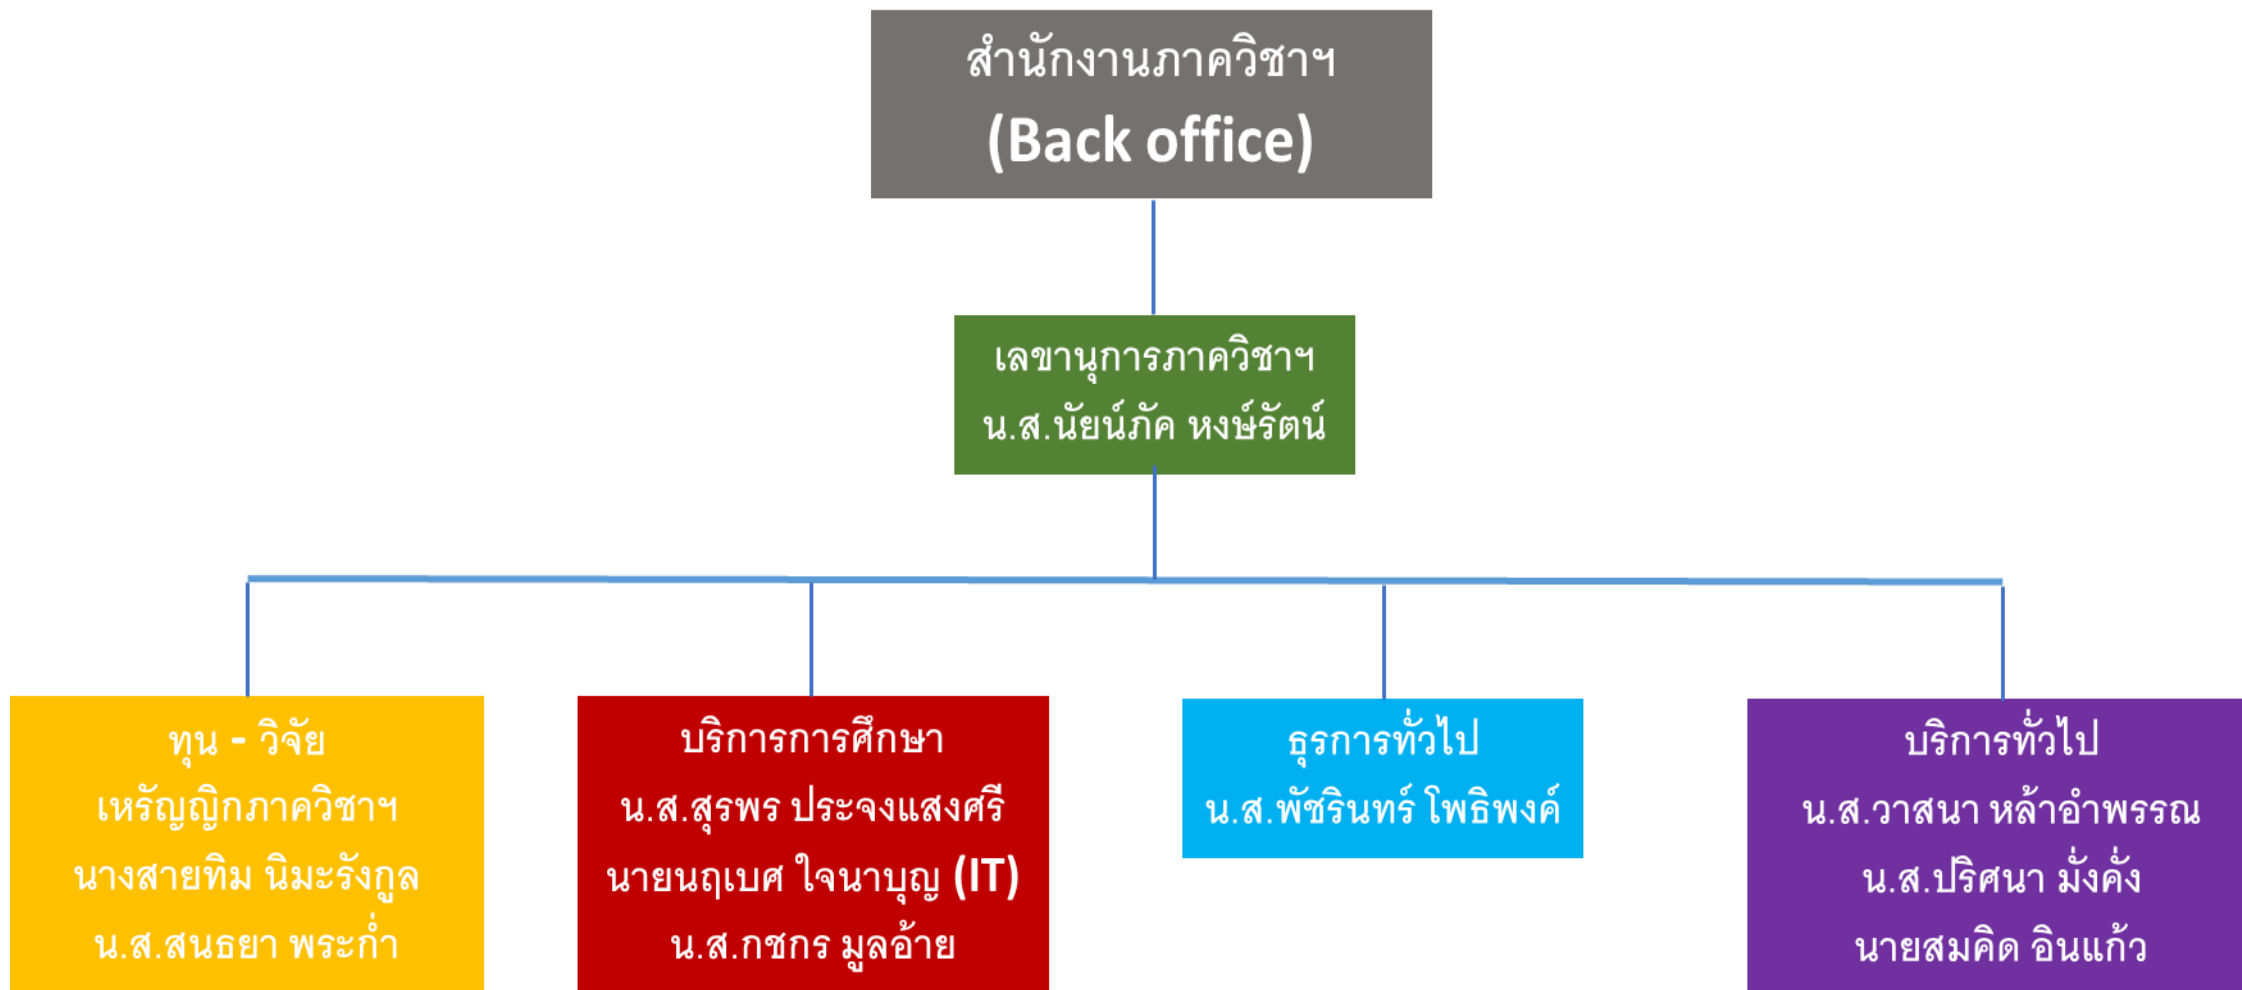 สำนักงานภาควิชาฯ
(Back office)
เลขานุการภาควิชาฯ
น.ส.นัยน์ภัค หงษ์รัตน์
ทุน - วิจัย
เหรัญญิกภาควิชาฯ
นางสายทิม นิมะรังกูล
น.ส.สนธยา พระก่ำ
บริการการศึกษา
น.ส.สุรพร ประจงแสงศรี
นายนฤเบศ ใจนาบุญ (IT)
น.ส.กชกร มูลอ้าย
ธุรการทั่วไป
น.ส.พัชรินทร์ โพธิพงค์
บริการทั่วไป
น.ส.วาสนา หล้าอำพรรณ
น.ส.ปริศนา มั่งคั่ง
นายสมคิด อินแก้ว